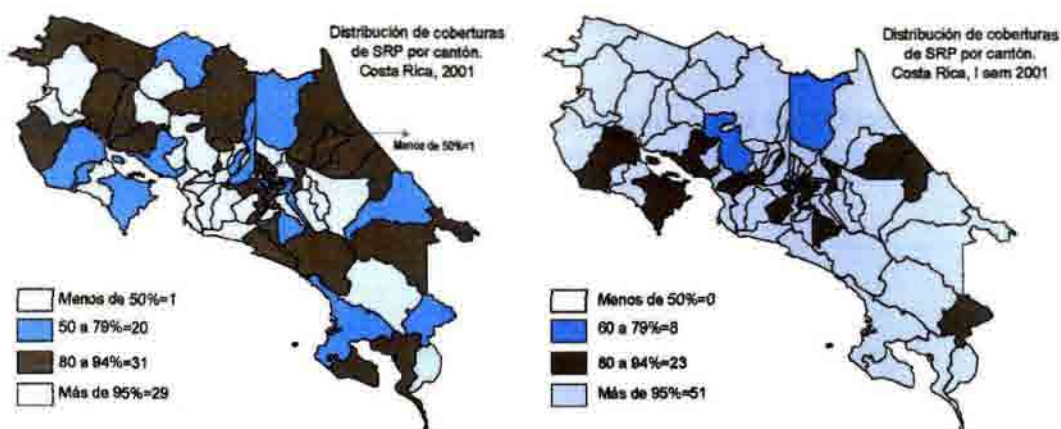 Distribución de coberturas
de SRP por cantón.
Costa Rica, 2001
Menos de 50%=1
Menos de 50%=1
50 a 79%=20
80 a 94%=31
Más de 95%=29
Distribución de coberturas
de SRP por cantón.
Costa Rica, I sem 2001
Menos de 50%=0
60 a 79%=8
80 a 94%=23
Más de 95%=51